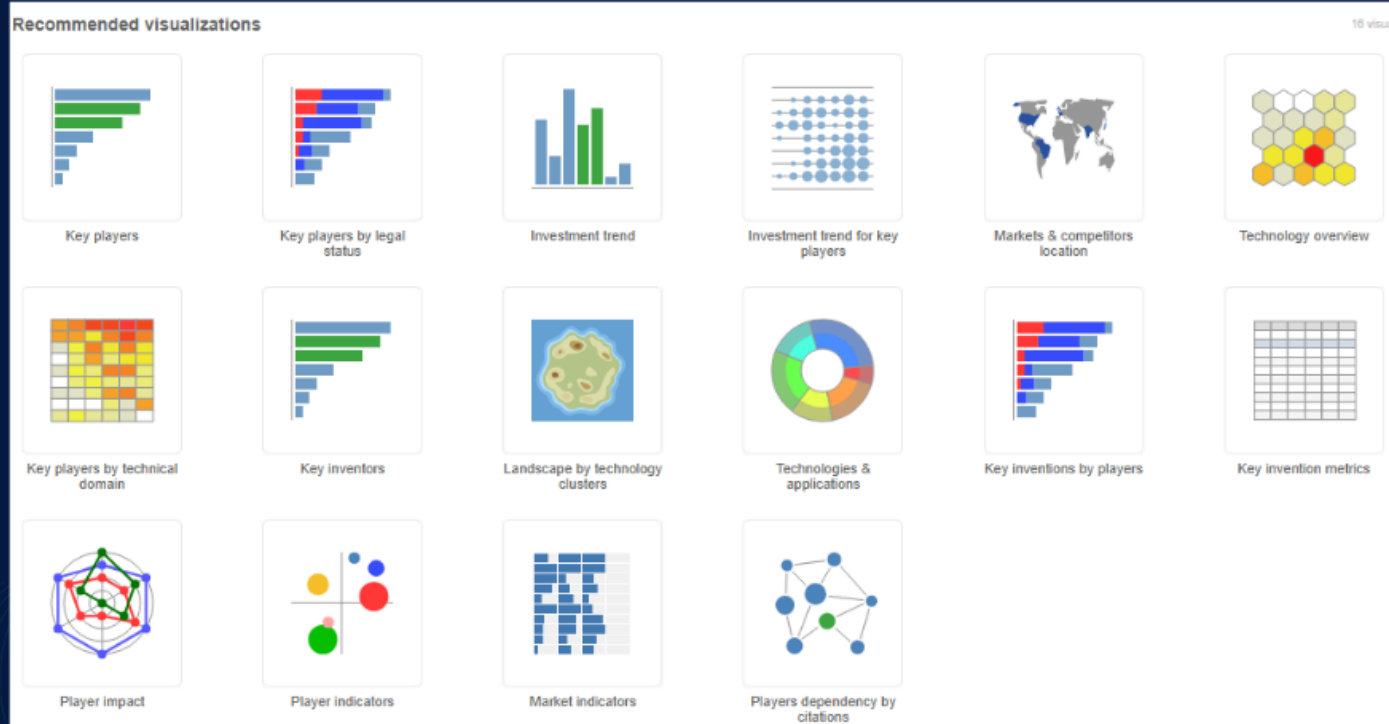 Recommended visualizations
16 visu
Key players
Key players by legal
status
Investment trend
Investment trend for key
players
Markets & competitors
location
Technology overview
Key players by technical
domain
Key inventors
Landscape by technology
clusters
Technologies &
applications
Key inventions by players
Key invention metrics
Player impact
Player indicators
Market indicators
Players dependency by
citations